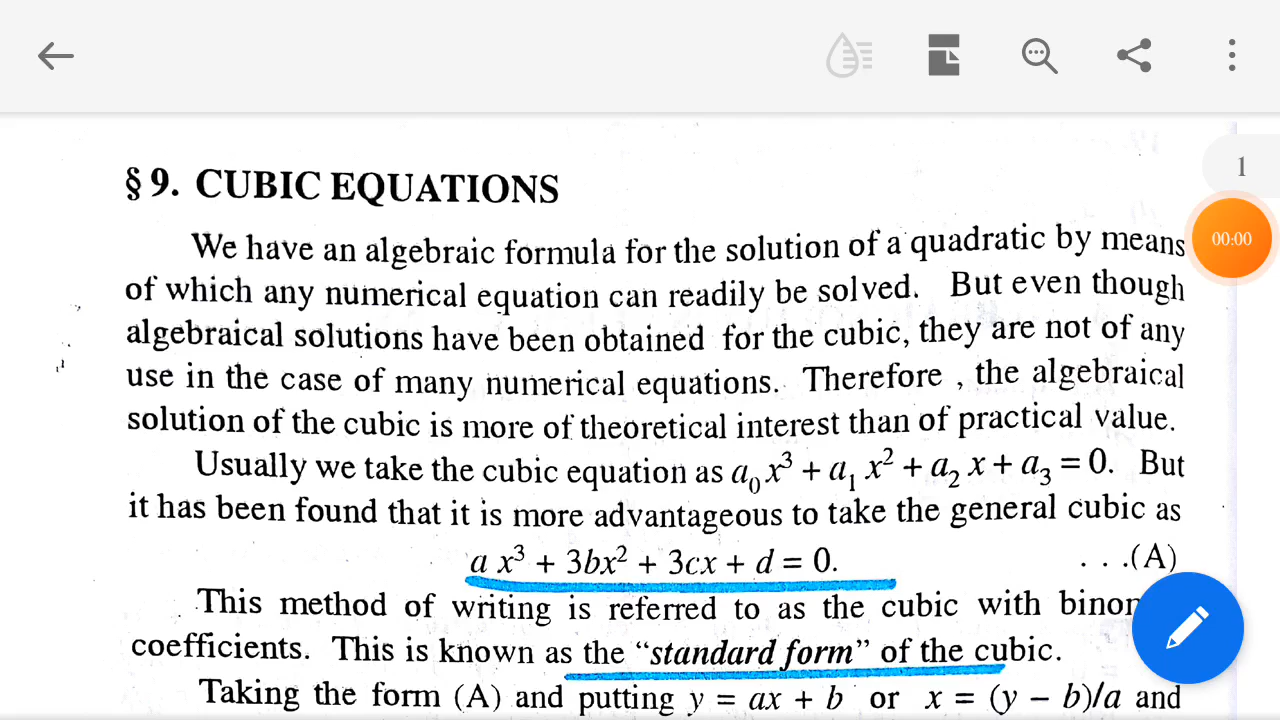 1
00:00
§ 9. CUBIC EQUATIONS
We have an algebraic formula for the solution of a quadratic by means
of which any numerical equation can readily be solved. But even though
algebraical solutions have been obtained for the cubic, they are not of any
use in the case of many numerical equations. Therefore , the algebraical
solution of the cubic is more of theoretical interest than of practical value.
Usually we take the cubic equation as a₀x³ + a₁ x² + a₂ x + a₃ = 0. But
it has been found that it is more advantageous to take the general cubic as
a x³ + 3bx² + 3cx + d = 0. . . .(A)
This method of writing is referred to as the cubic with
coefficients. This is known as the “standard form” of the cubic.
Taking the form (A) and putting y = ax + b or x = (y − b)/a and